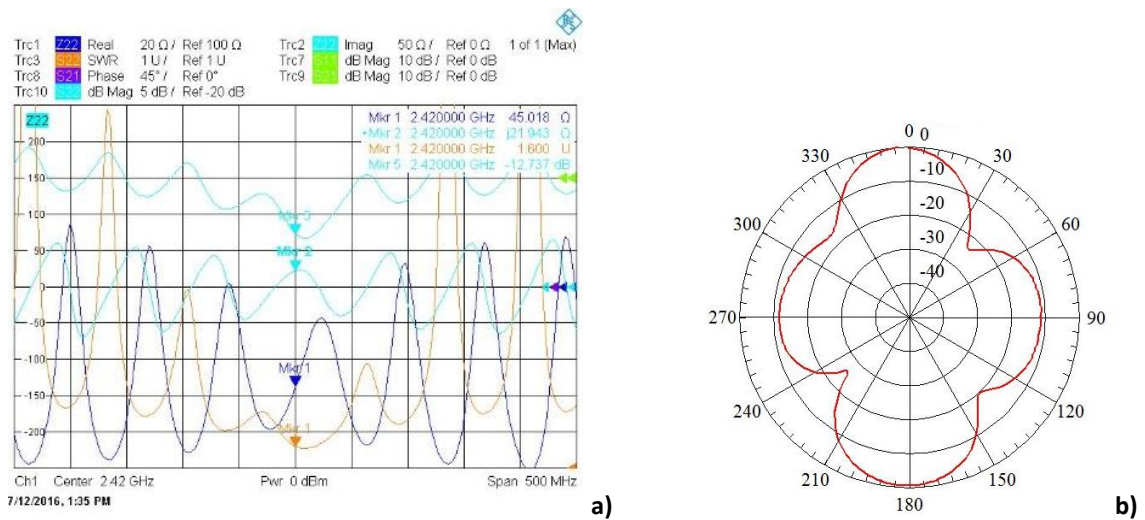 R&S
Trc1 Z22 Real 20 Ω / Ref 100 Ω Trc2 Z22 Imag 50 Ω / Ref 0 Ω 1 of 1 (Max)
Trc3 S22 SWR 1 U / Ref 1 U Trc7 S11 dB Mag 10 dB / Ref 0 dB
Trc8 S21 Phase 45° / Ref 0° Trc9 dB Mag 10 dB / Ref 0 dB
Trc10 S22 dB Mag 5 dB / Ref -20 dB
Z22
Mkr 1 2.420000 GHz 45.018 Ω
•Mkr 2 2.420000 GHz j21.943 Ω
Mkr 1 2.420000 GHz 1.600 U
Mkr 5 2.420000 GHz -12.737 dB
200
150
100
50
0
-50
-100
-150
-200
Mkr 5
Mkr 2
Mkr 1
Mkr 1
Ch1 Center 2.42 GHz Pwr 0 dBm Span 500 MHz
7/12/2016, 1:35 PM
a)
0 0
330 30
-10
300 -20 60
-30
-40
270 90
240 120
210 150
180
b)